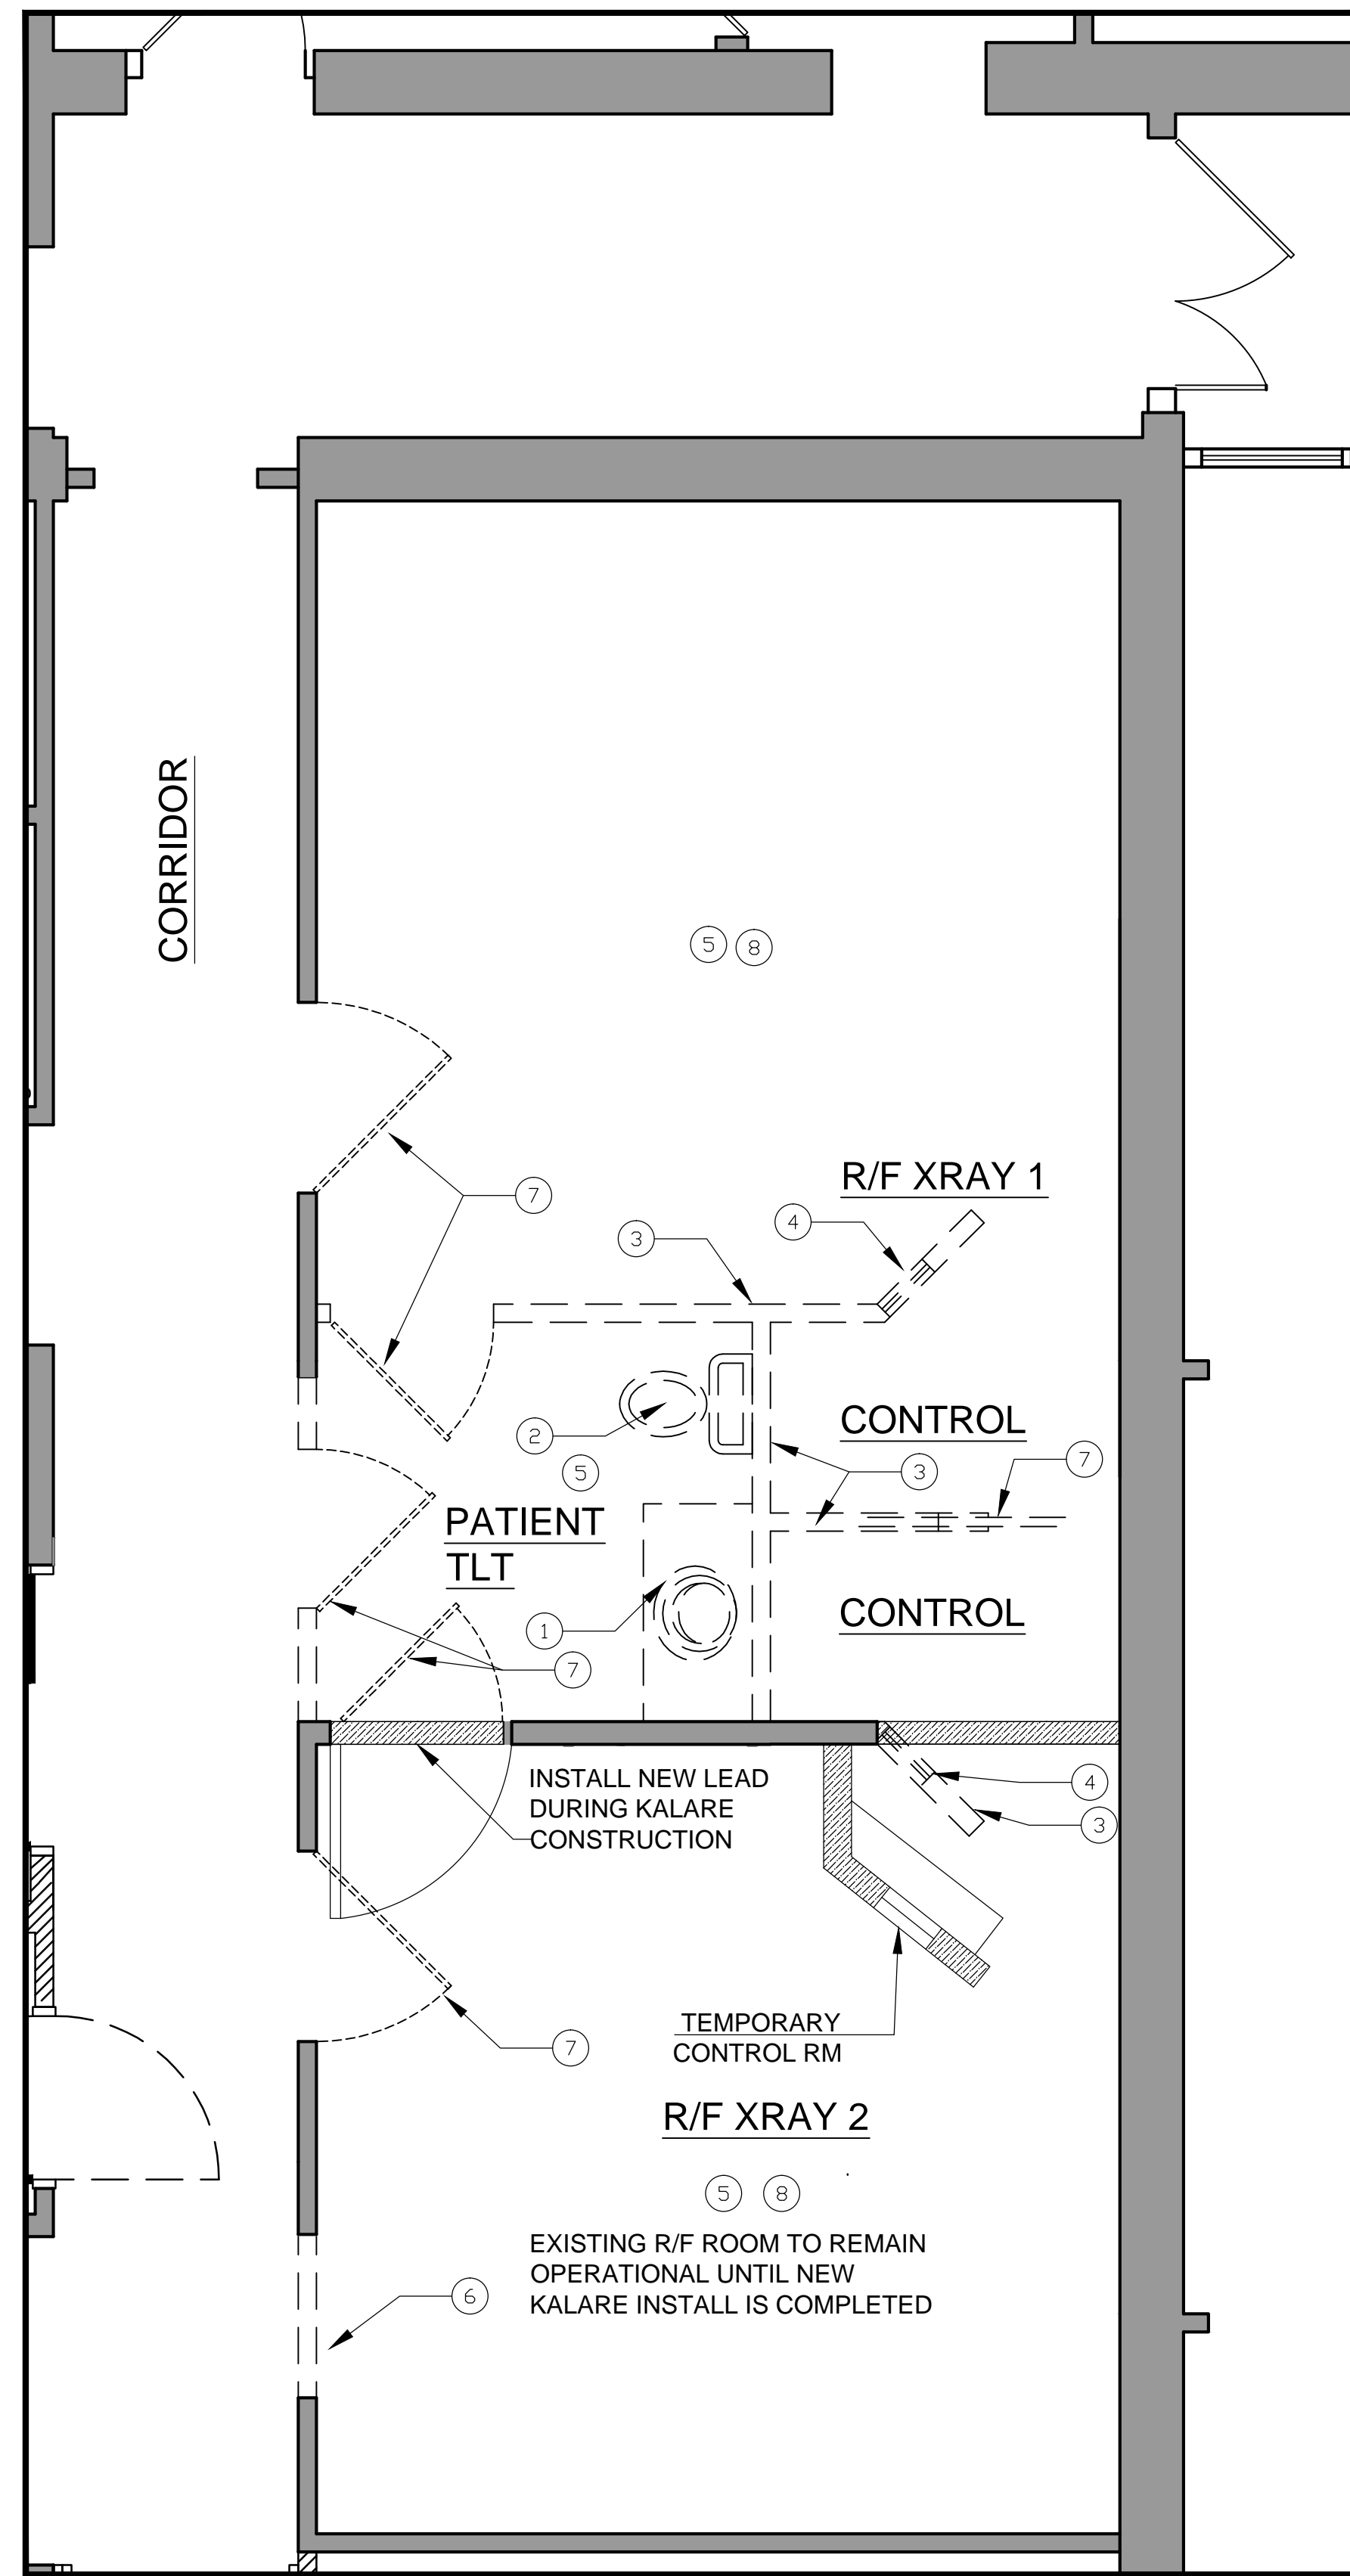 CORRIDOR
5 8
R/F XRAY 1
7
4
3
2
CONTROL
5
3
7
PATIENT
TLT
1
CONTROL
7
INSTALL NEW LEAD
DURING KALARE
CONSTRUCTION
4
3
TEMPORARY
CONTROL RM
7
R/F XRAY 2
5 8
EXISTING R/F ROOM TO REMAIN
OPERATIONAL UNTIL NEW
KALARE INSTALL IS COMPLETED
6